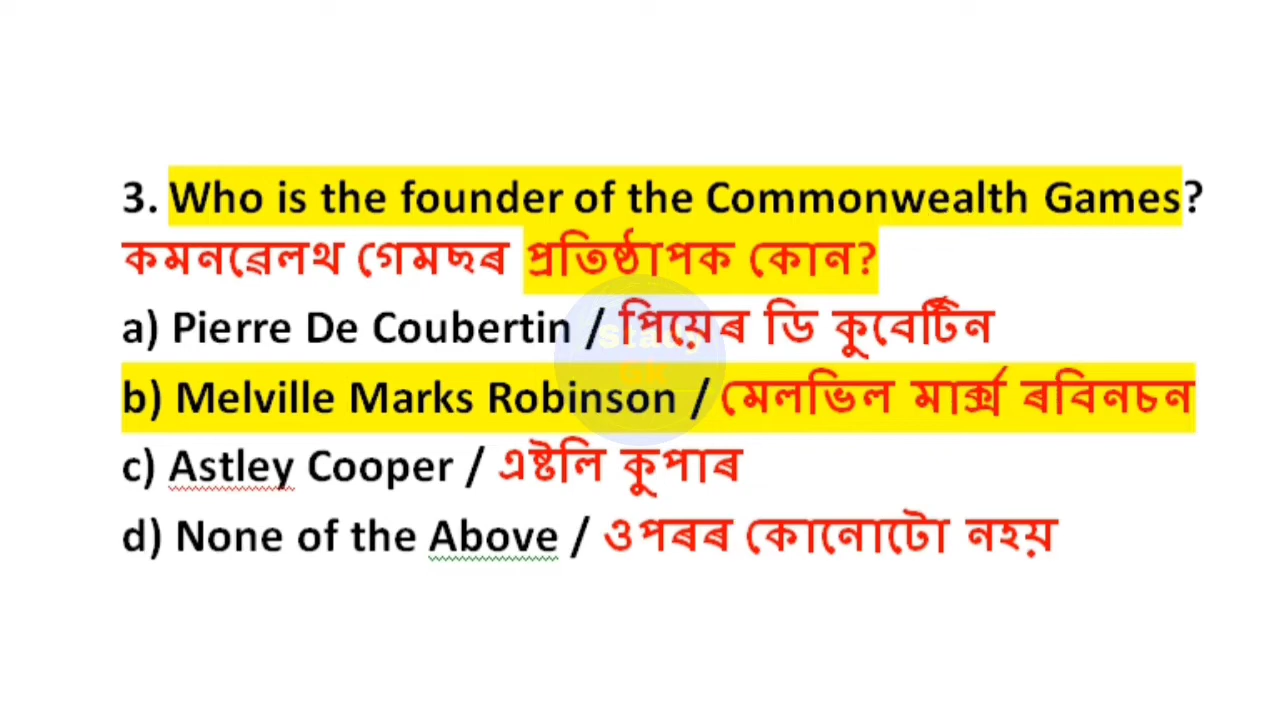 3. Who is the founder of the Commonwealth Games?
কমনৱেলথ গেমছৰ প্ৰতিষ্ঠাপক কোন?
a) Pierre De Coubertin / পিয়েৰ ডি কুবেৰ্টিন
b) Melville Marks Robinson / মেলভিল মাৰ্ক্স ৰবিনচন
c) Astley Cooper / এষ্টলি কুপাৰ
d) None of the Above / ওপৰৰ কোনোটো নহয়